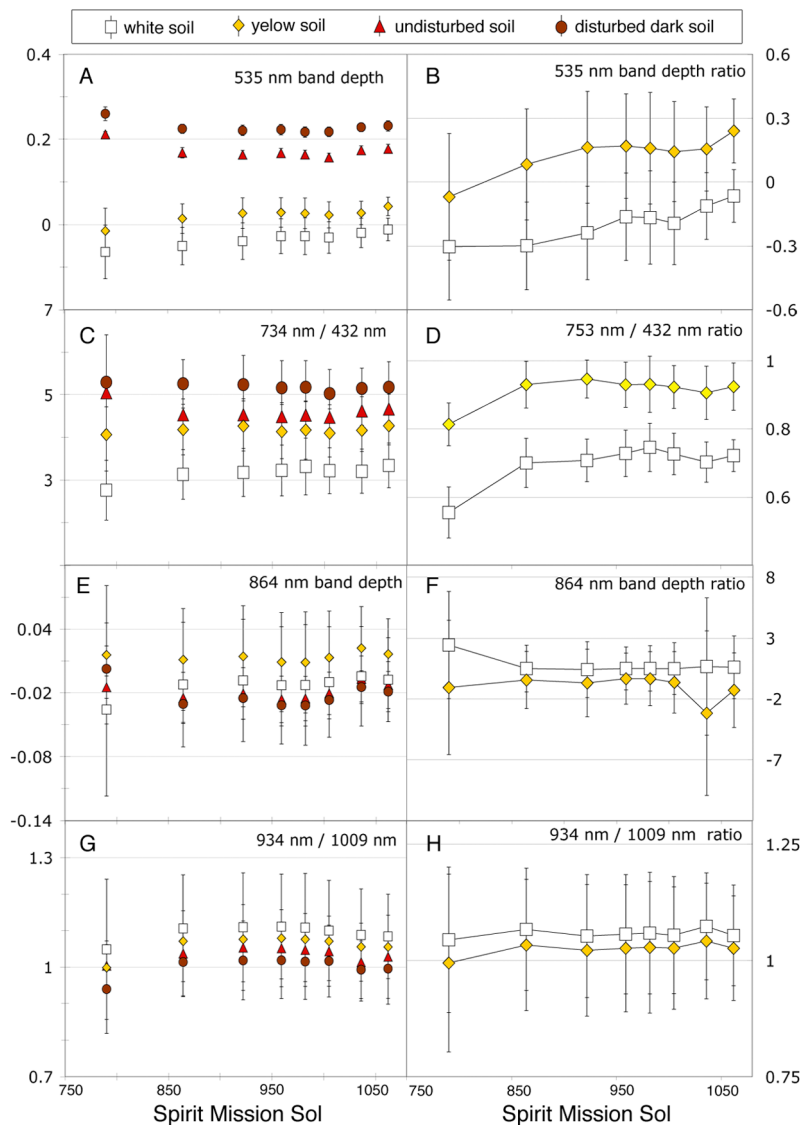 white soil yelow soil undisturbed soil disturbed dark soil
A 535 nm band depth
0.4
0.2
0
7
B 535 nm band depth ratio
0.6
0.3
0
-0.3
-0.6
C 734 nm / 432 nm
5
3
D 753 nm / 432 nm ratio
1
0.8
0.6
E 864 nm band depth
0.04
-0.02
-0.08
-0.14
F 864 nm band depth ratio
8
3
-2
-7
G 934 nm / 1009 nm
1.3
1
0.7
H 934 nm / 1009 nm ratio
1.25
1
0.75
750 850 950 1050
750 850 950 1050
Spirit Mission Sol
Spirit Mission Sol